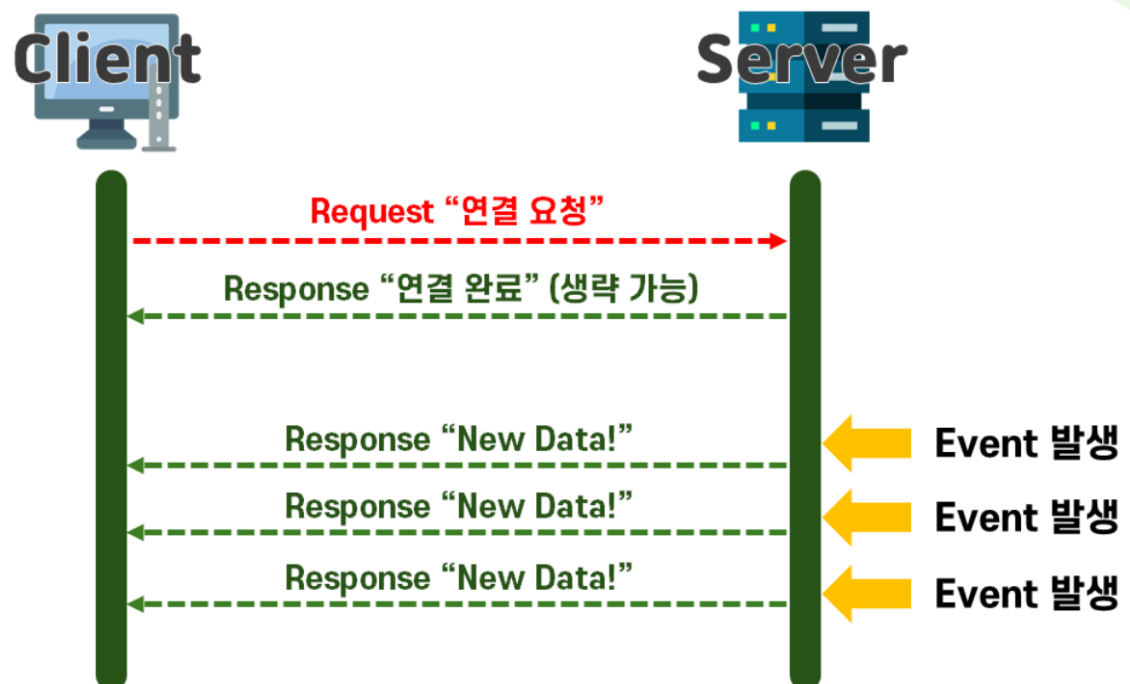 Client
Server
Request “연결 요청”
Response “연결 완료” (생략 가능)
Response “New Data!”
Event 발생
Response “New Data!”
Event 발생
Response “New Data!”
Event 발생